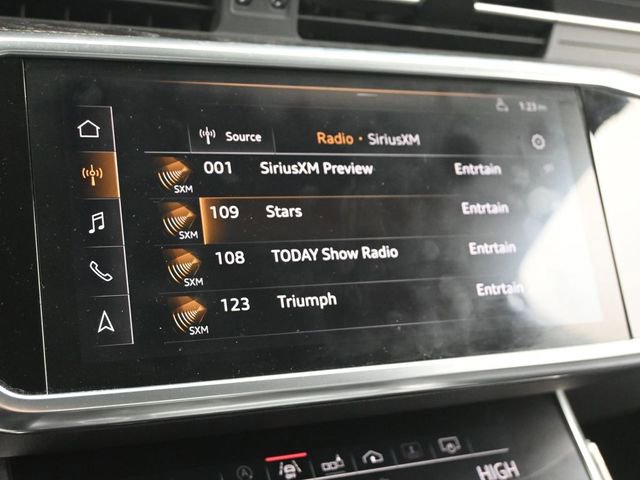 1:23
Source Radio · SiriusXM
SXM 001 SiriusXM Preview Entrtain
SXM 109 Stars Entrtain
SXM 108 TODAY Show Radio Entrtain
SXM 123 Triumph Entrtain
HIGH